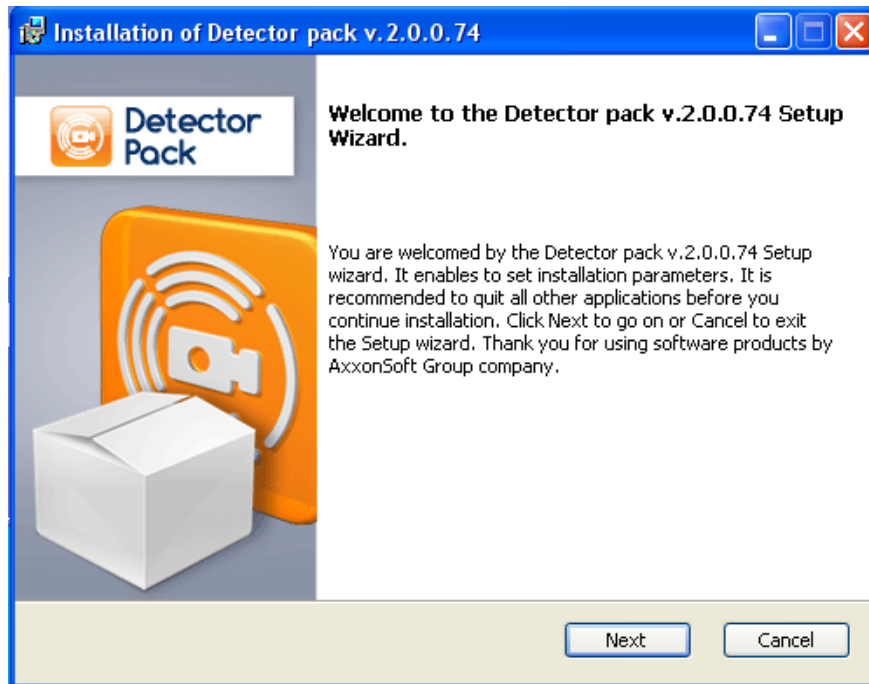 Installation of Detector pack v.2.0.0.74
Detector
Pack
Welcome to the Detector pack v.2.0.0.74 Setup
Wizard.
You are welcomed by the Detector pack v.2.0.0.74 Setup
wizard. It enables to set installation parameters. It is
recommended to quit all other applications before you
continue installation. Click Next to go on or Cancel to exit
the Setup wizard. Thank you for using software products by
AxxonSoft Group company.
Next
Cancel